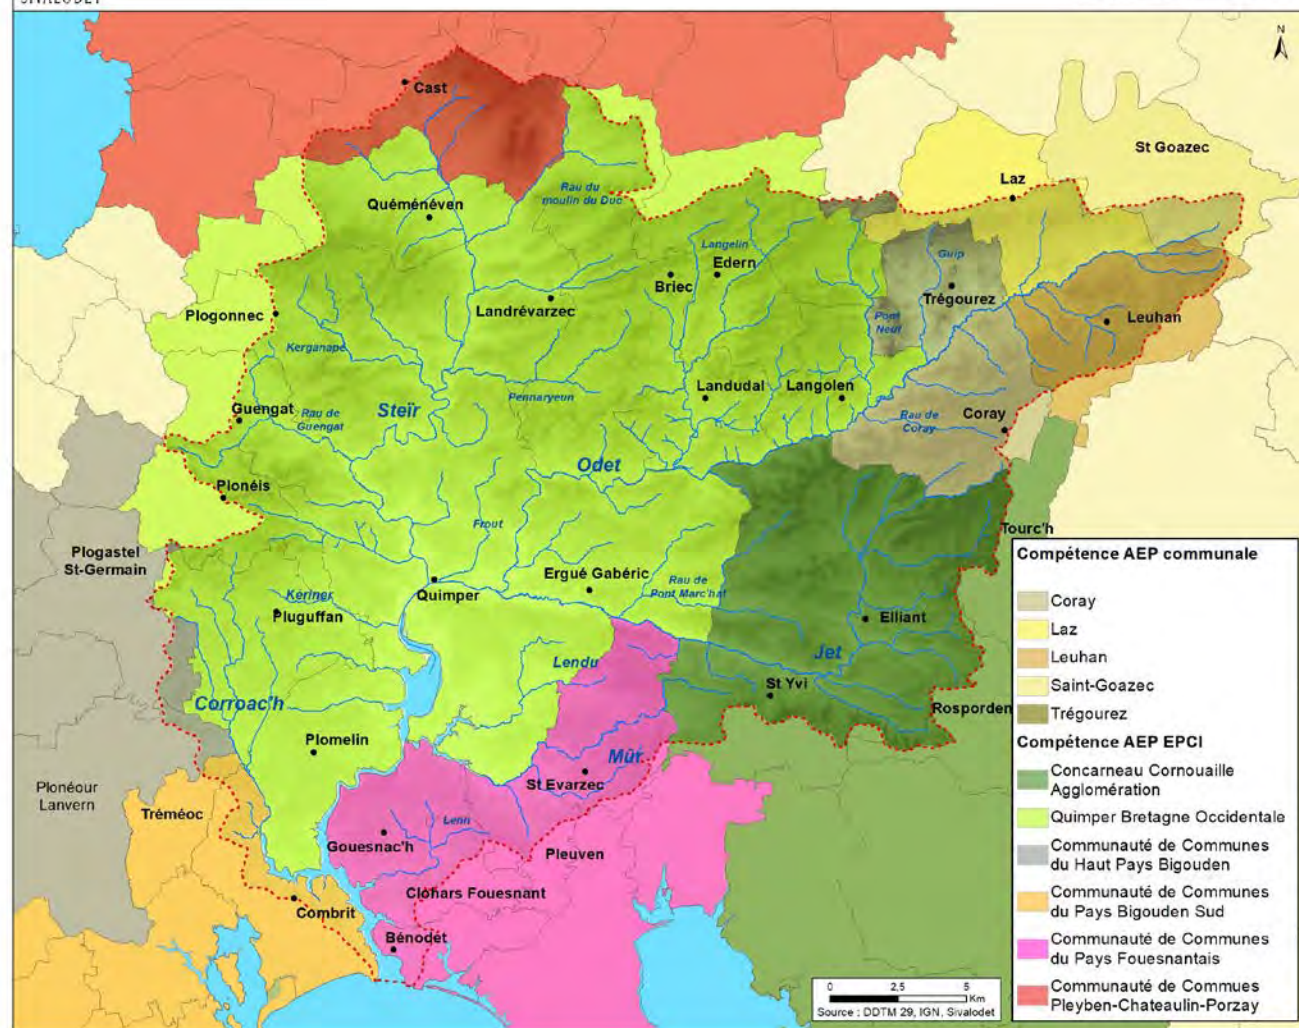 SIVALODET
N
Cast
St Goazec
Laz
Quéménéven
Rau du
moulin du Duc
Langelin
Edern
Guip
Briec
Trégourez
Landrévarzec
Plogonnec
Pont
Neuf
Leuhan
Kerganapé
Landudal
Langolen
Pennaryeun
Guengat
Rau de
Guengat
Steïr
Coray
Rau de
Coray
Odet
Plonéis
Frout
Tourc'h
Plogastel
St-Germain
Ergué Gabéric
Rau de
Pont Marc'hat
Quimper
Kériner
Pluguffan
Elliant
Lendu
Jet
St Yvi
Corroac'h
Rosporden
Plomelin
Mûr
St Evarzec
Plonéour
Lanvern
Tréméoc
Lenn
Gouesnac'h
Pleuven
Clohars Fouesnant
Combrit
Bénodet
Compétence AEP communale
Coray
Laz
Leuhan
Saint-Goazec
Trégourez
Compétence AEP EPCI
Concarneau Cornouaille
Agglomération
Quimper Bretagne Occidentale
Communauté de Communes
du Haut Pays Bigouden
Communauté de Communes
du Pays Bigouden Sud
Communauté de Communes
du Pays Fouesnantais
Communauté de Commues
Pleyben-Chateaulin-Porzay
0 2.5 5
Km
Source : DDTM 29, IGN, Sivalodet